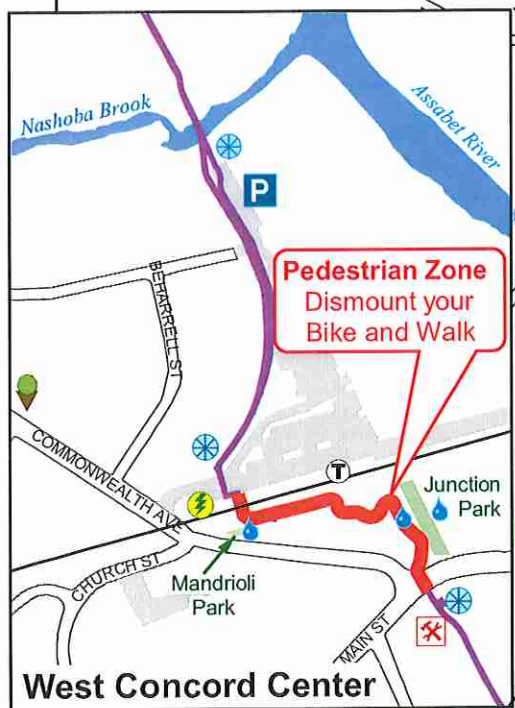 Nashoba Brook
Assabet River
P
Pedestrian Zone
Dismount your
Bike and Walk
BEHARRELL ST
COMMONWEALTH AVE
T
Junction
Park
CHURCH ST
Mandrioli
Park
MAIN ST
West Concord Center